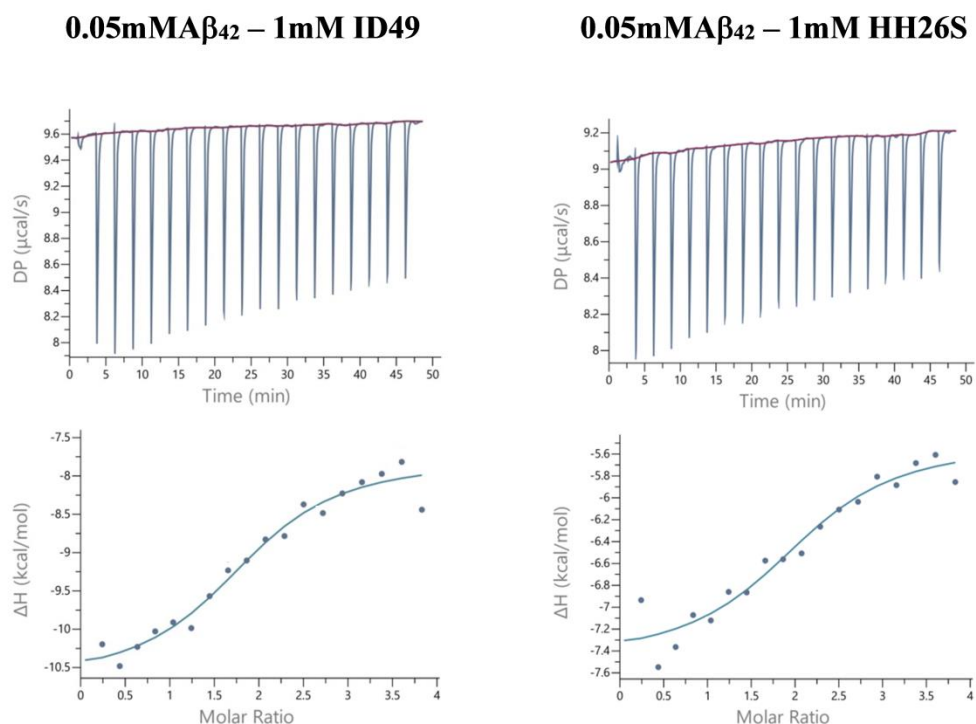 0.05mMAβ₄₂ – 1mM ID49
0.05mMAβ₄₂ – 1mM HH26S
DP (µcal/s)
9.6
9.4
9.2
9
8.8
8.6
8.4
8.2
8
0 5 10 15 20 25 30 35 40 45 50
Time (min)
DP (µcal/s)
9.2
9
8.8
8.6
8.4
8.2
8
0 5 10 15 20 25 30 35 40 45 50
Time (min)
ΔH (kcal/mol)
-7.5
-8
-8.5
-9
-9.5
-10
-10.5
0 0.5 1 1.5 2 2.5 3 3.5 4
Molar Ratio
ΔH (kcal/mol)
-5.6
-5.8
-6
-6.2
-6.4
-6.6
-6.8
-7
-7.2
-7.4
-7.6
0 0.5 1 1.5 2 2.5 3 3.5 4
Molar Ratio